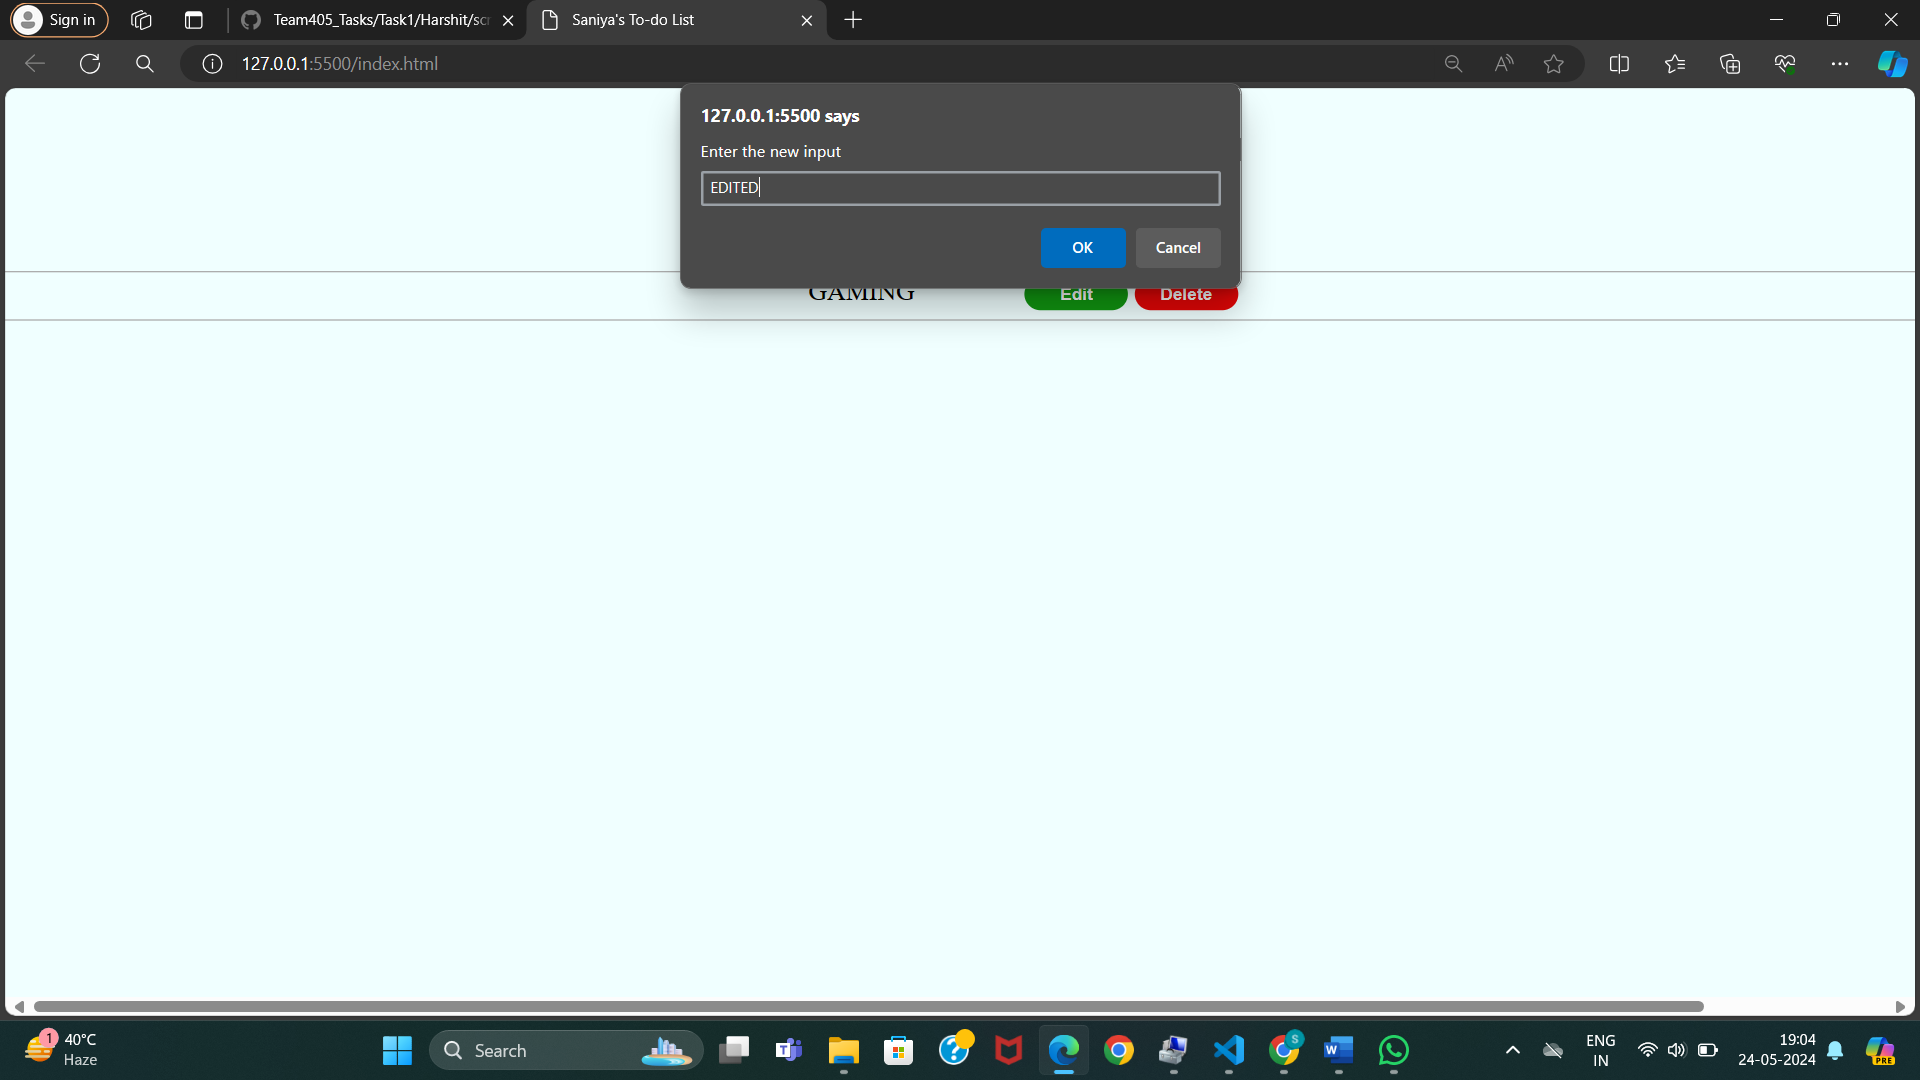 Sign in
Team405_Tasks/Task1/Harshit/scr
Saniya's To-do List
127.0.0.1:5500/index.html
127.0.0.1:5500 says
Enter the new input
EDITED
OK Cancel
GAMING Edit Delete
1
40°C
Haze
Search
S
ENG
IN
19:04
24-05-2024
PRE